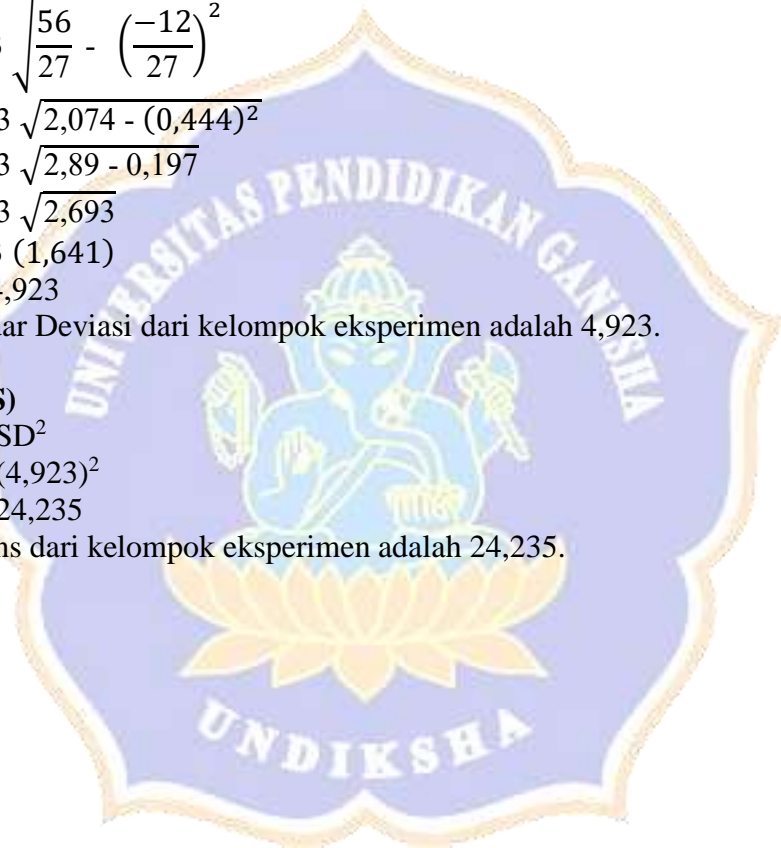 √56/27 - (−12/27)²
3 √2,074 - (0,444)²
3 √2,89 - 0,197
3 √2,693
(1,641)
,923
Deviasi dari kelompok eksperimen adalah 4,923.
S)
SD²
(4,923)²
24,235
dari kelompok eksperimen adalah 24,235.
UNIVERSITAS PENDIDIKAN GANESHA
UNDIKSHA